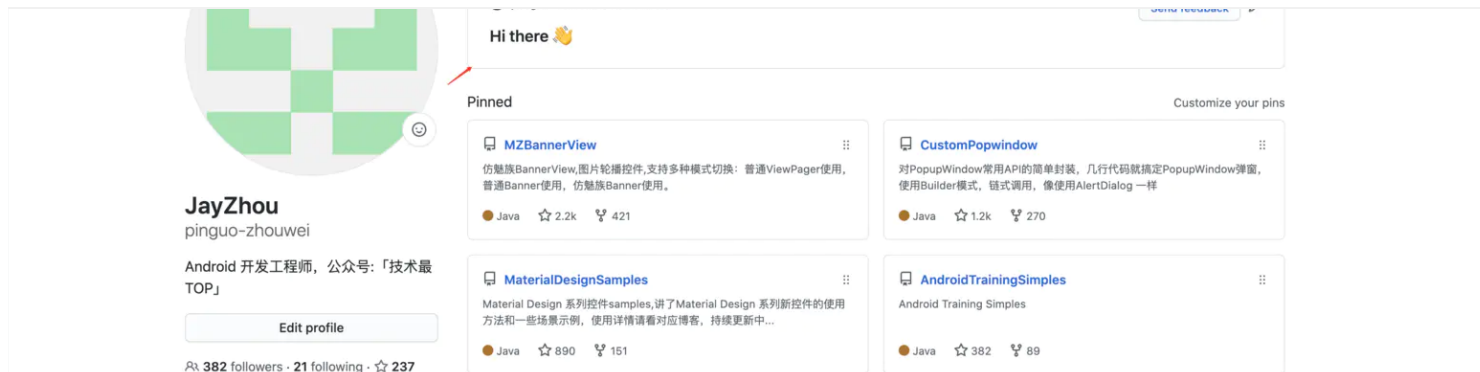 Send feedback
Hi there 👋
Pinned
Customize your pins
MZBannerView
仿魅族BannerView,图片轮播控件,支持多种模式切换：普通ViewPager使用，
普通Banner使用，仿魅族Banner使用。
Java 2.2k 421
CustomPopwindow
对PopupWindow常用API的简单封装，几行代码就搞定PopupWindow弹窗，
使用Builder模式，链式调用，像使用AlertDialog 一样
Java 1.2k 270
MaterialDesignSamples
Material Design 系列控件samples,讲了Material Design 系列新控件的使用
方法和一些场景示例，使用详情请看对应博客，持续更新中...
Java 890 151
AndroidTrainingSimples
Android Training Simples
Java 382 89
JayZhou
pinguo-zhouwei
Android 开发工程师，公众号:「技术最
TOP」
Edit profile
382 followers · 21 following · 237